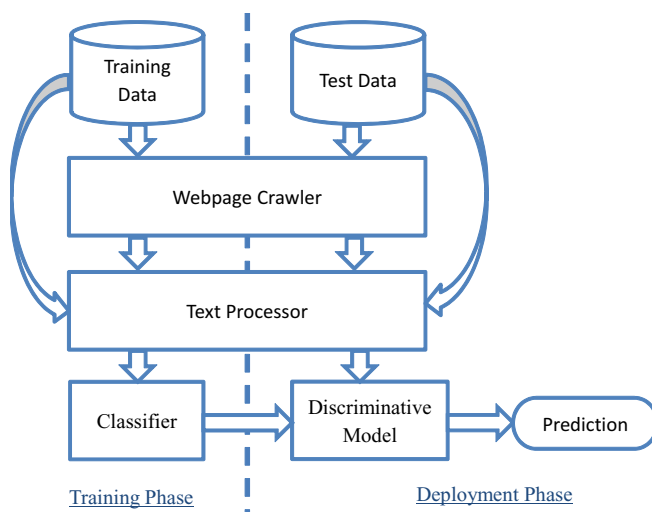 Training
Data
Test Data
Webpage Crawler
Text Processor
Classifier
Discriminative
Model
Prediction
Training Phase
Deployment Phase